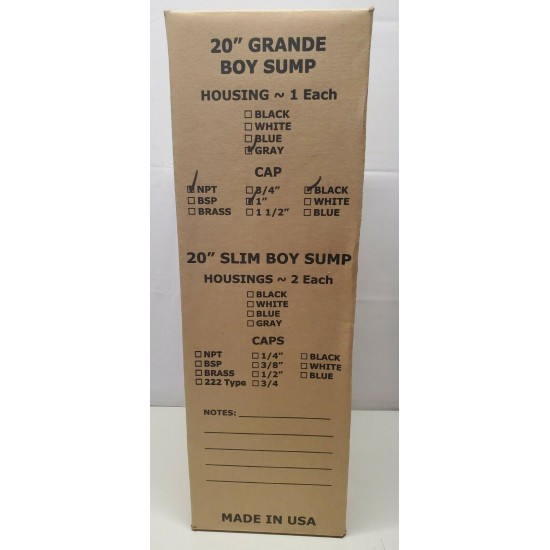 20” GRANDE
BOY SUMP
HOUSING ~ 1 Each
BLACK
WHITE
BLUE
GRAY
CAP
NPT 3/4” BLACK
BSP 1” WHITE
BRASS 1 1/2” BLUE
20” SLIM BOY SUMP
HOUSINGS ~ 2 Each
BLACK
WHITE
BLUE
GRAY
CAPS
NPT 1/4” BLACK
BSP 3/8” WHITE
BRASS 1/2” BLUE
222 Type 3/4
NOTES:
MADE IN USA